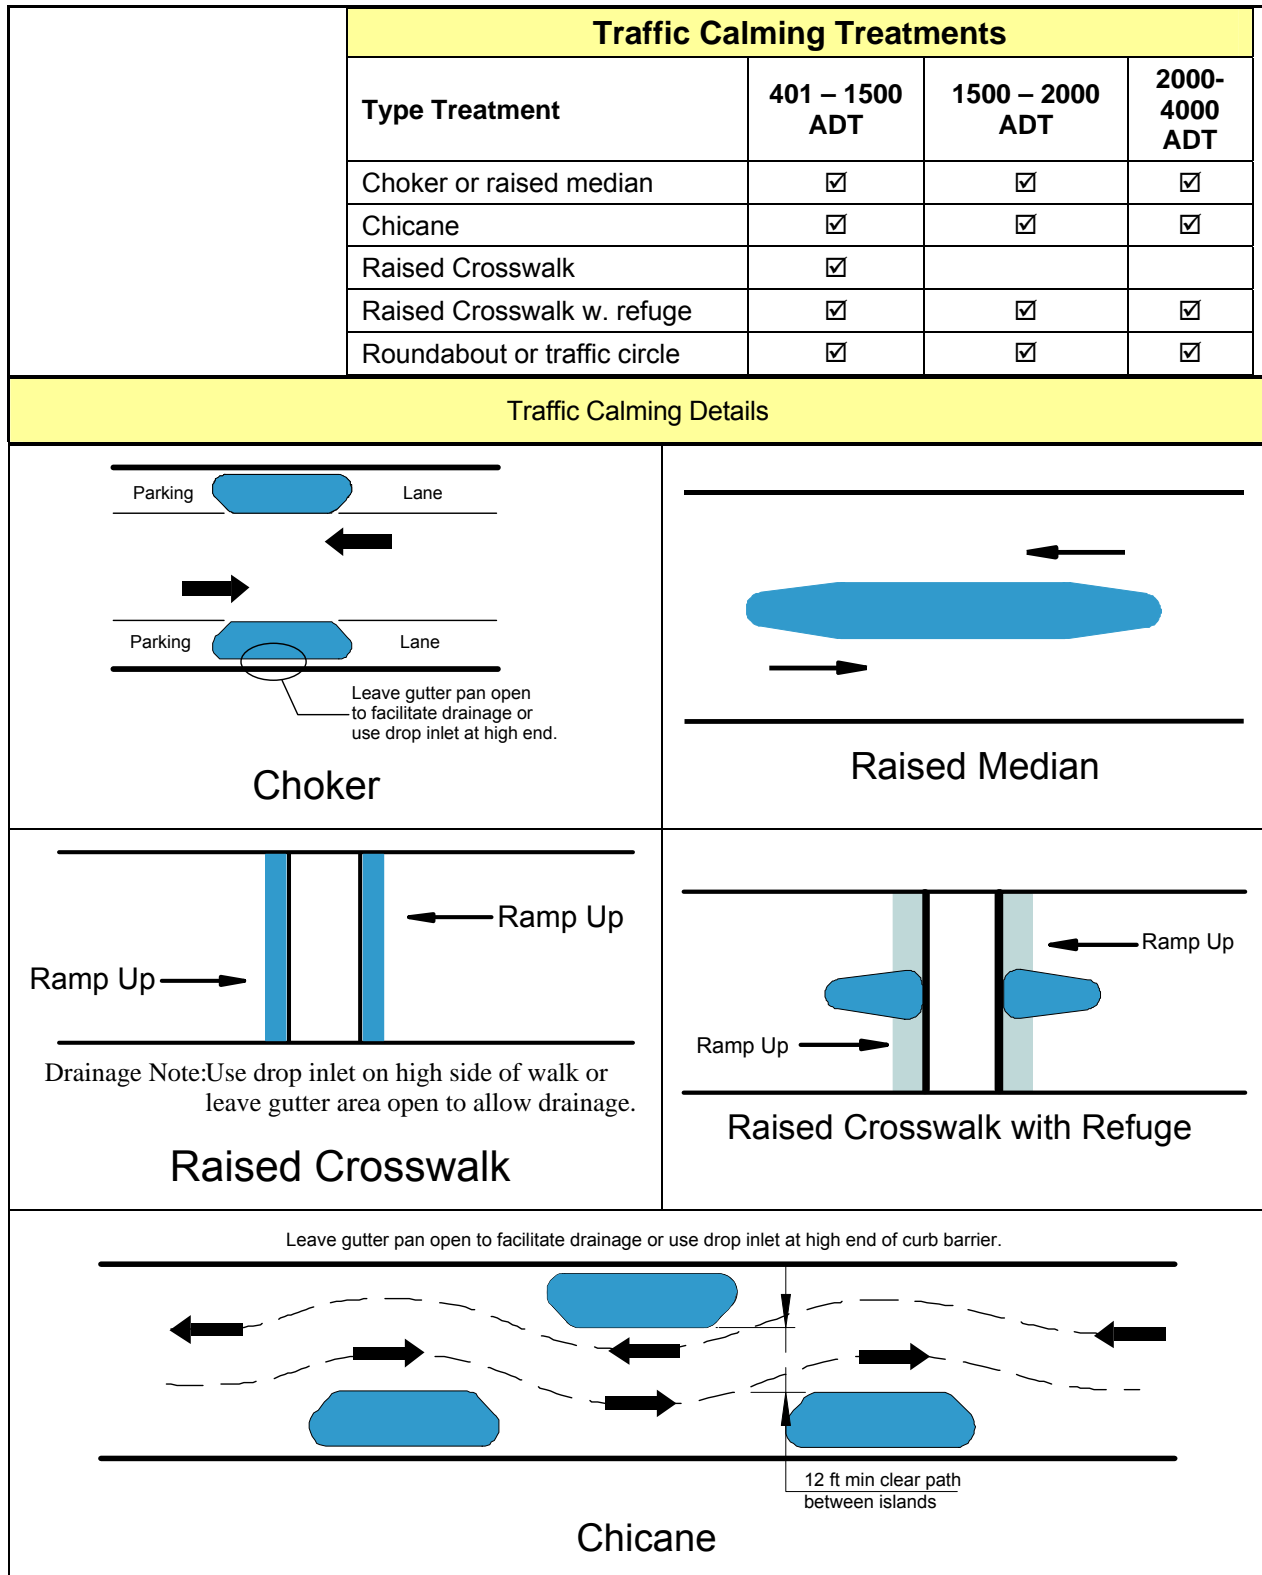 Traffic Calming Treatments
Type Treatment
401 – 1500 ADT
1500 – 2000 ADT
2000-4000 ADT
Choker or raised median ☑ ☑ ☑
Chicane ☑ ☑ ☑
Raised Crosswalk ☑
Raised Crosswalk w. refuge ☑ ☑ ☑
Roundabout or traffic circle ☑ ☑ ☑
Traffic Calming Details
Parking Lane
Parking Lane
Leave gutter pan open
to facilitate drainage or
use drop inlet at high end.
Choker
Raised Median
Ramp Up
Ramp Up
Drainage Note:Use drop inlet on high side of walk or
leave gutter area open to allow drainage.
Raised Crosswalk
Ramp Up
Ramp Up
Raised Crosswalk with Refuge
Leave gutter pan open to facilitate drainage or use drop inlet at high end of curb barrier.
12 ft min clear path
between islands
Chicane